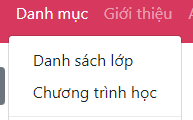 Danh mục Giới thiệu
Danh sách lớp
Chương trình học